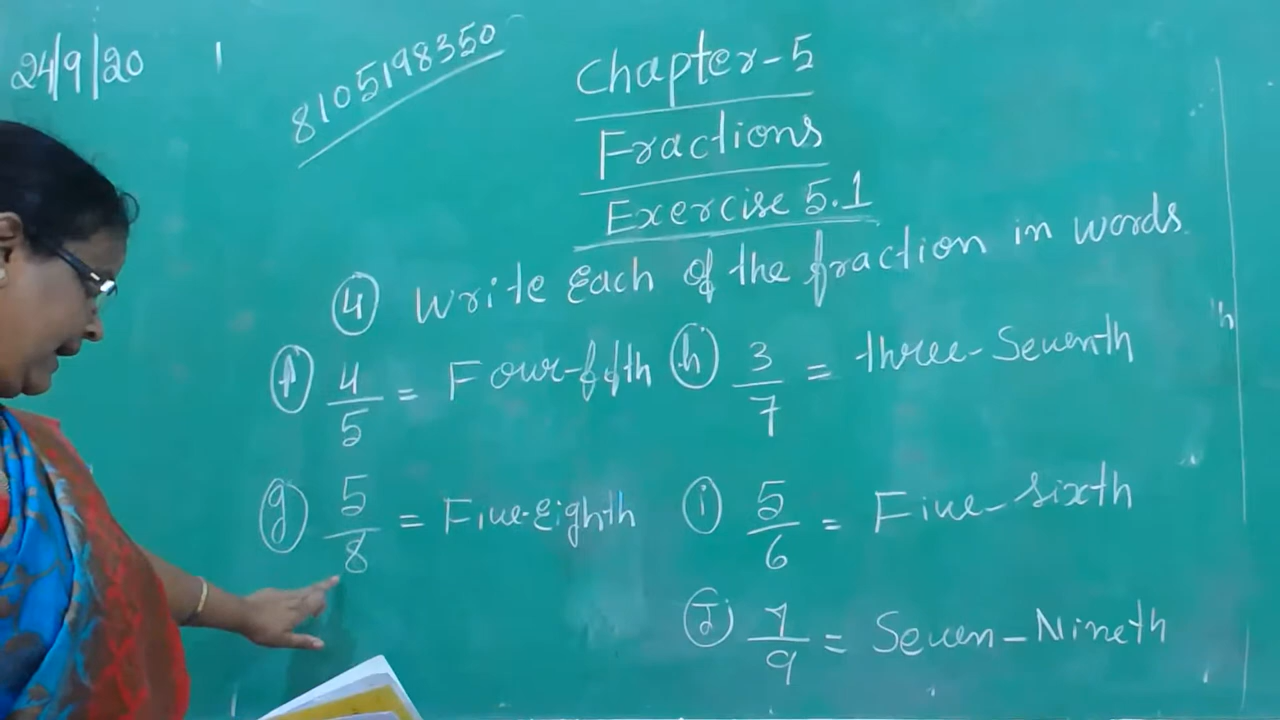 24/9/20
8105198350
Chapter-5
Fractions
Exercise 5.1
4 Write Each of the fraction in words.
f) 4/5 = Four-fifth
h) 3/7 = three-Seventh
g) 5/8 = Five-Eighth
i) 5/6 = Five-sixth
J) 7/9 = Seven-Nineth